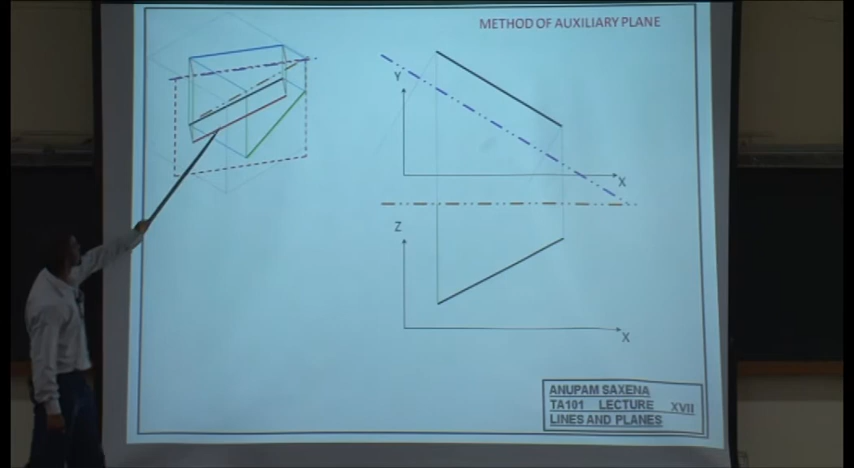 METHOD OF AUXILIARY PLANE
Y
X
Z
X
ANUPAM SAXENA
TA101 LECTURE XVII
LINES AND PLANES